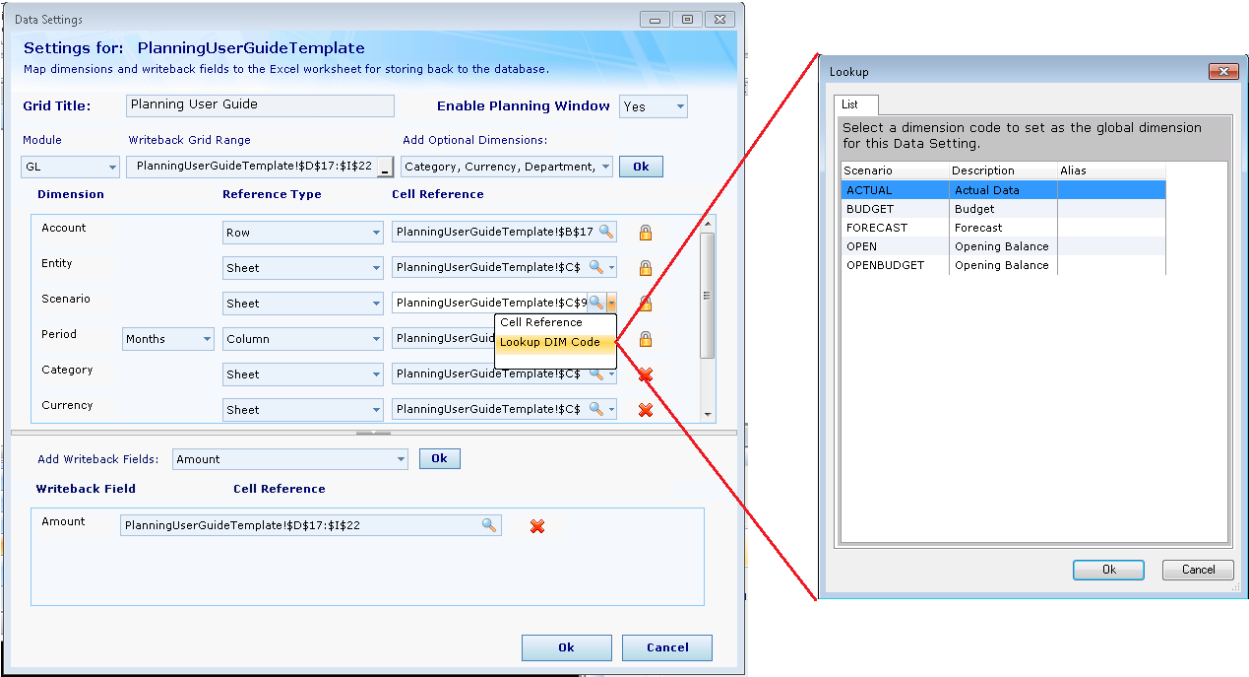 Data Settings
Settings for: PlanningUserGuideTemplate
Map dimensions and writeback fields to the Excel worksheet for storing back to the database.
Grid Title: Planning User Guide Enable Planning Window Yes
Module Writeback Grid Range Add Optional Dimensions:
GL PlanningUserGuideTemplate!$D$17:$I$22 ... Category, Currency, Department, Ok
Dimension Reference Type Cell Reference
Account Row PlanningUserGuideTemplate!$B$17
Entity Sheet PlanningUserGuideTemplate!$C$
Scenario Sheet PlanningUserGuideTemplate!$C$9
Cell Reference
Period Months Column PlanningUserGuid
Lookup DIM Code
Category Sheet PlanningUserGuideTemplate!$C$
Currency Sheet PlanningUserGuideTemplate!$C$
Add Writeback Fields: Amount Ok
Writeback Field Cell Reference
Amount PlanningUserGuideTemplate!$D$17:$I$22
Ok Cancel
Lookup
List
Select a dimension code to set as the global dimension
for this Data Setting.
Scenario Description Alias
ACTUAL Actual Data
BUDGET Budget
FORECAST Forecast
OPEN Opening Balance
OPENBUDGET Opening Balance
Ok Cancel